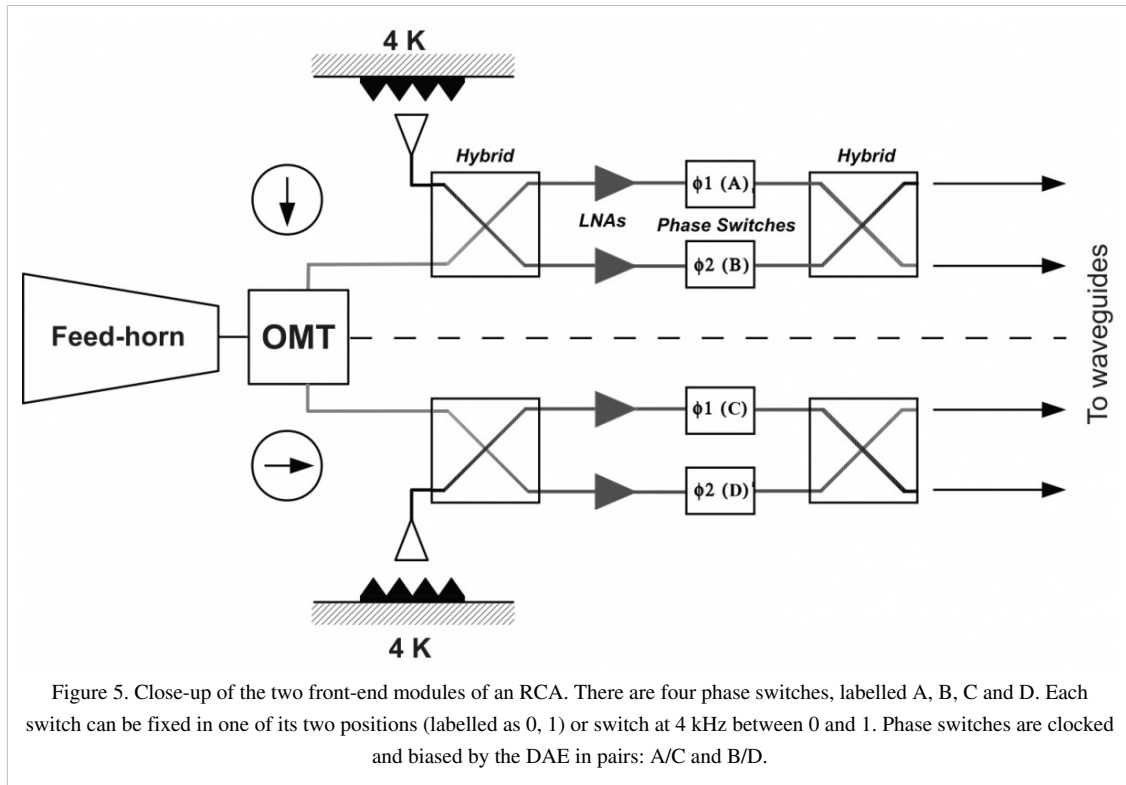 4 K
Hybrid
Hybrid
LNAs
Phase Switches
ϕ1 (A)
ϕ2 (B)
Feed-horn
OMT
To waveguides
ϕ1 (C)
ϕ2 (D)
4 K
Figure 5. Close-up of the two front-end modules of an RCA. There are four phase switches, labelled A, B, C and D. Each
switch can be fixed in one of its two positions (labelled as 0, 1) or switch at 4 kHz between 0 and 1. Phase switches are clocked
and biased by the DAE in pairs: A/C and B/D.